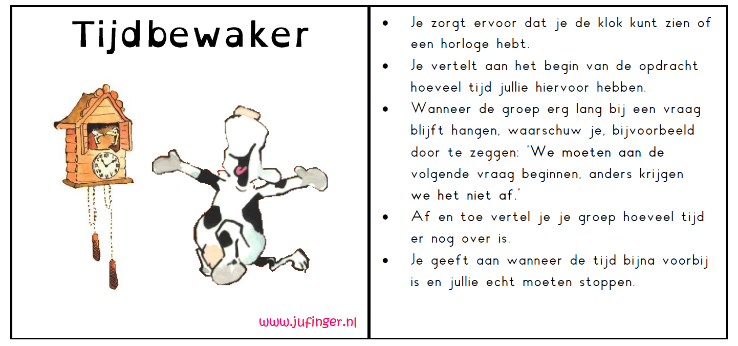 Tijdbewaker
www.jufinger.nl
• Je zorgt ervoor dat je de klok kunt zien of
een horloge hebt.
• Je vertelt aan het begin van de opdracht
hoeveel tijd jullie hiervoor hebben.
• Wanneer de groep erg lang bij een vraag
blijft hangen, waarschuw je, bijvoorbeeld
door te zeggen: ‘We moeten aan de
volgende vraag beginnen, anders krijgen
we het niet af.’
• Af en toe vertel je je groep hoeveel tijd
er nog over is.
• Je geeft aan wanneer de tijd bijna voorbij
is en jullie echt moeten stoppen.